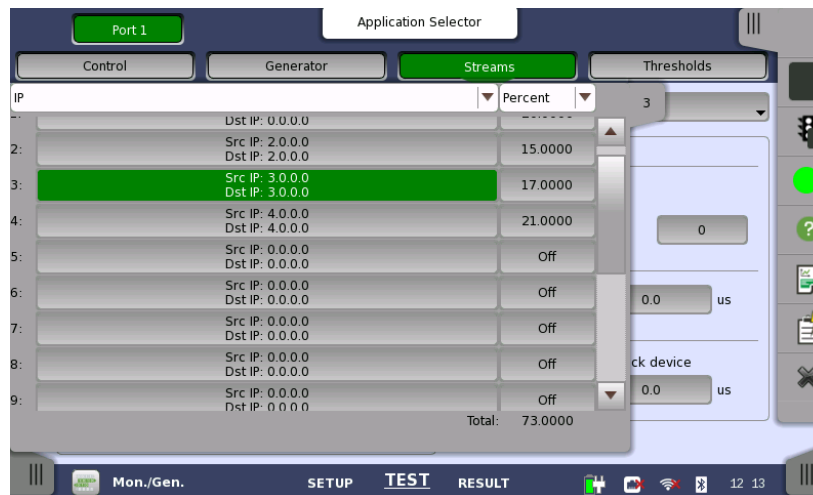 Port 1
Application Selector
Control
Generator
Streams
Thresholds
IP
Percent
3
Dst IP: 0.0.0.0
2:
Src IP: 2.0.0.0
Dst IP: 2.0.0.0
15.0000
3:
Src IP: 3.0.0.0
Dst IP: 3.0.0.0
17.0000
4:
Src IP: 4.0.0.0
Dst IP: 4.0.0.0
21.0000
0
5:
Src IP: 0.0.0.0
Dst IP: 0.0.0.0
Off
6:
Src IP: 0.0.0.0
Dst IP: 0.0.0.0
Off
0.0 us
7:
Src IP: 0.0.0.0
Dst IP: 0.0.0.0
Off
8:
Src IP: 0.0.0.0
Dst IP: 0.0.0.0
Off
ck device
9:
Src IP: 0.0.0.0
Dst IP: 0.0.0.0
Off
0.0 us
Total: 73.0000
Mon./Gen.
SETUP
TEST
RESULT
12 13